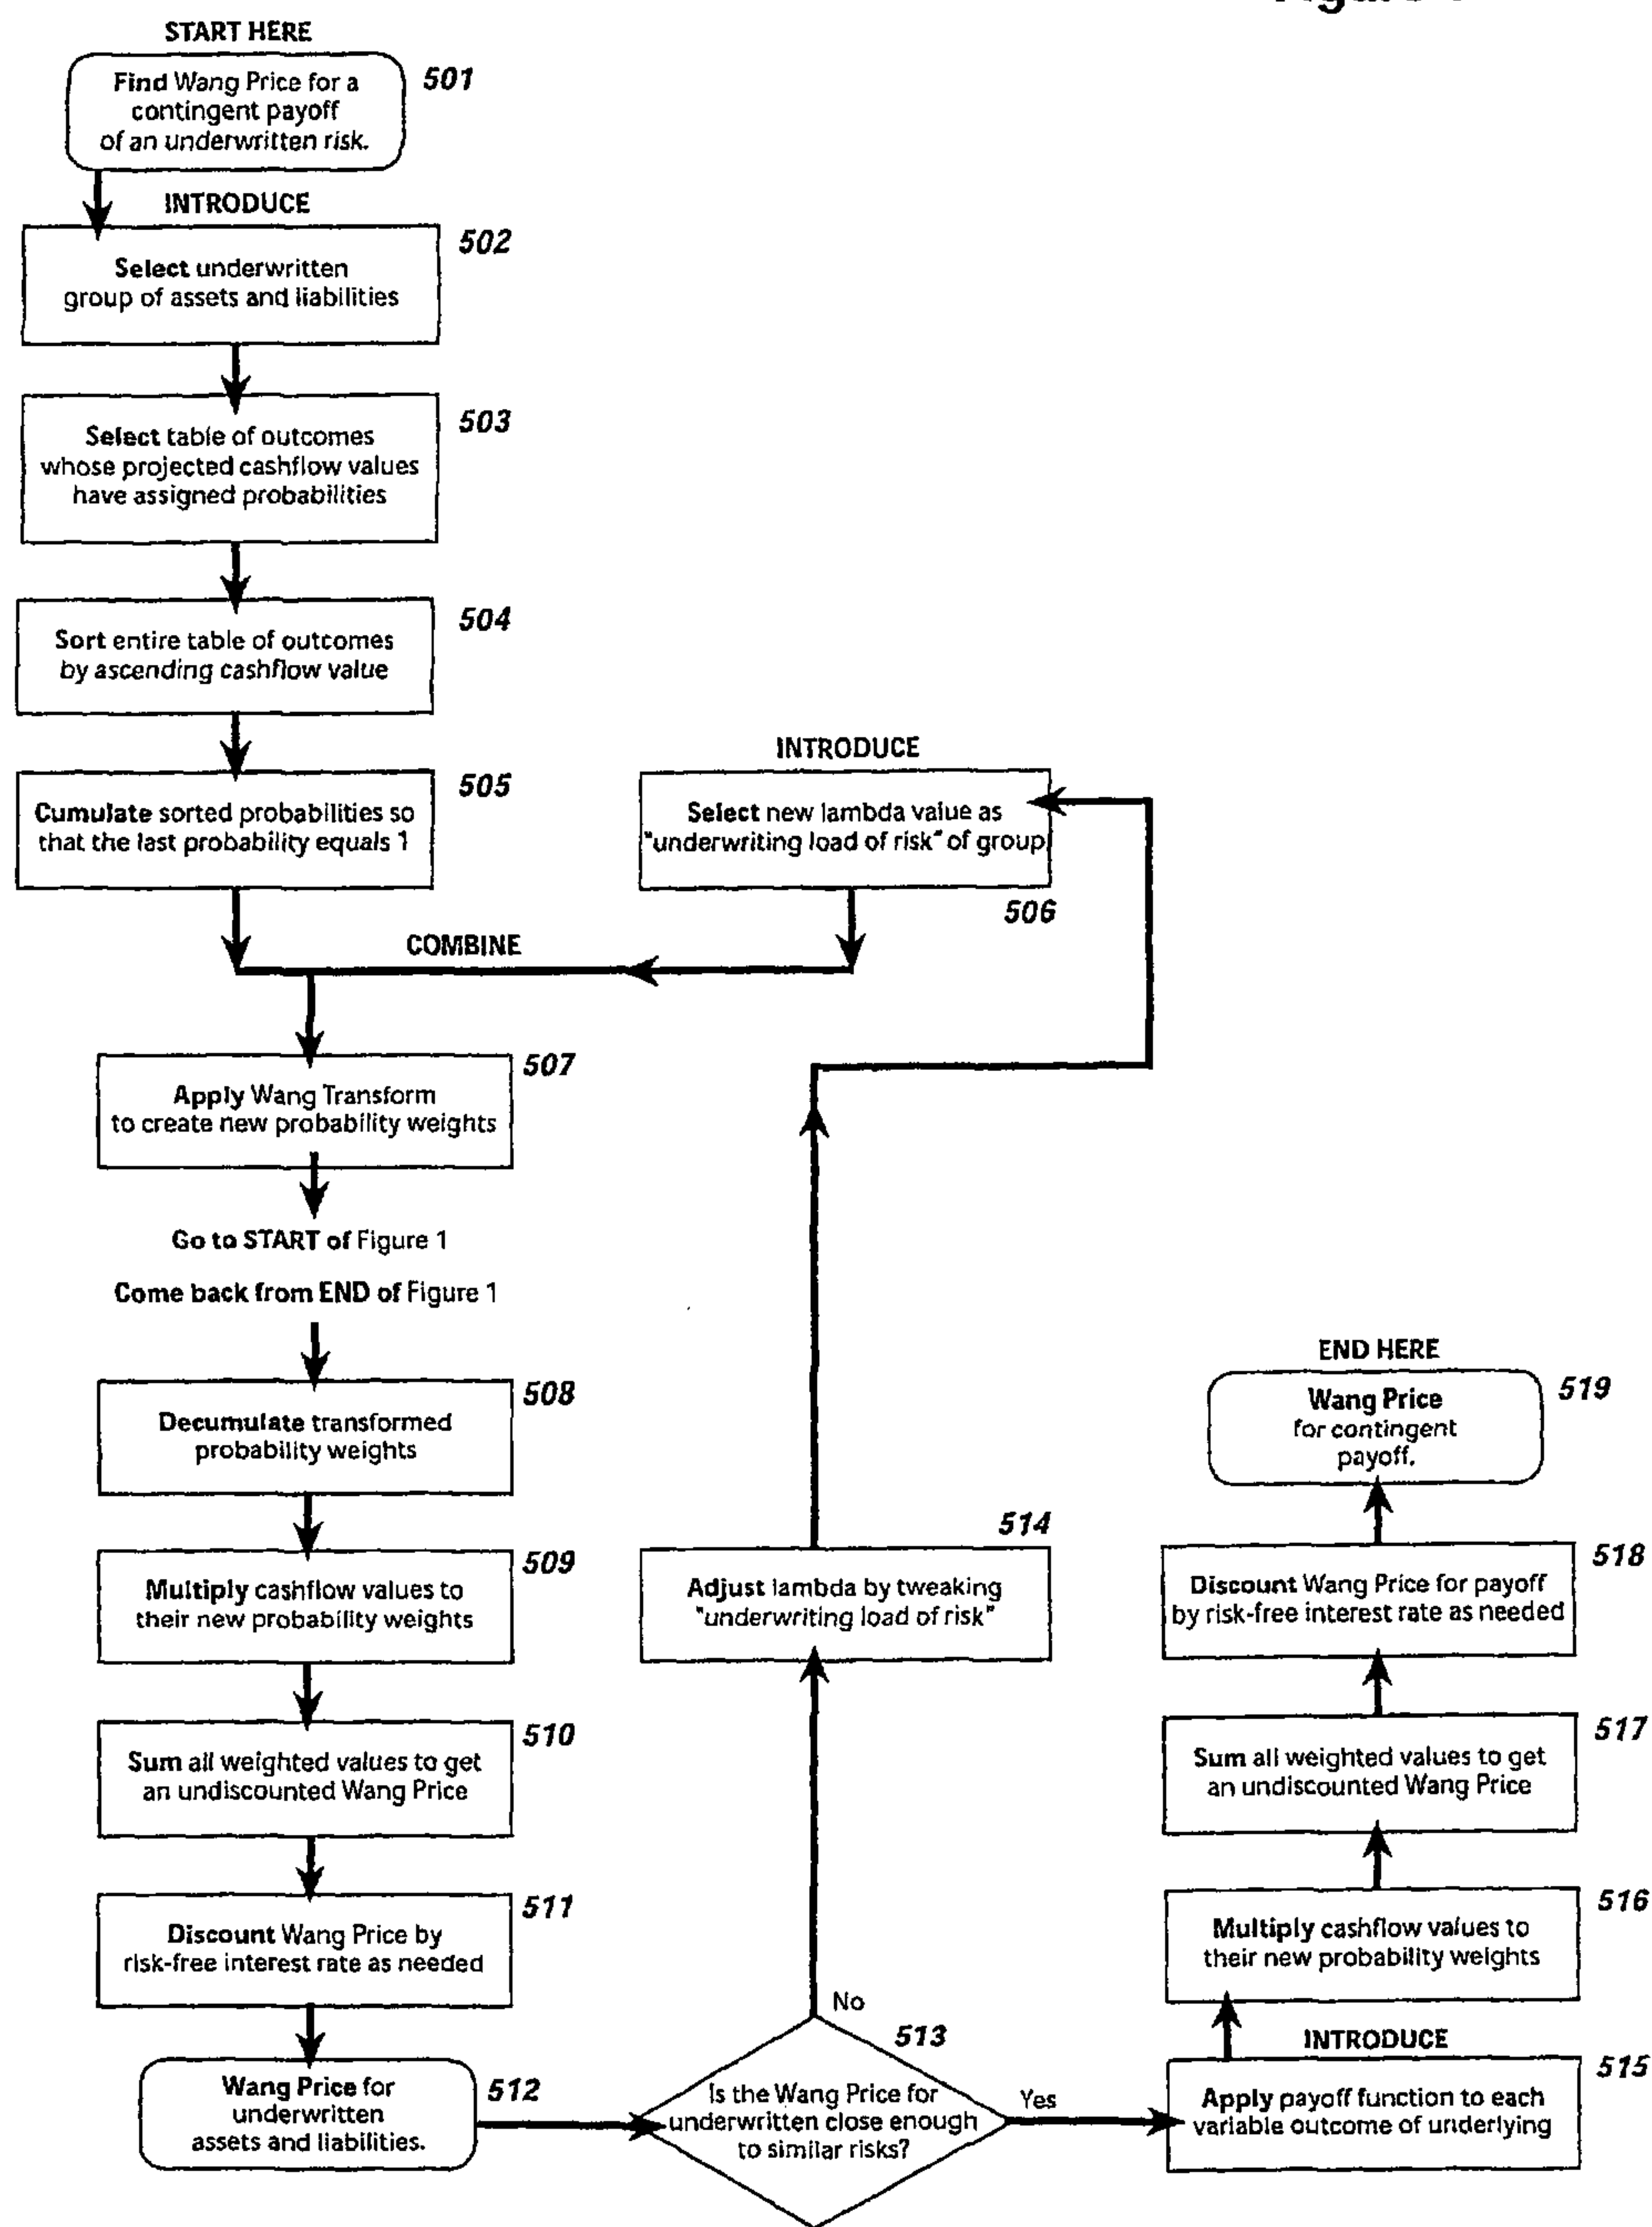 START HERE
501
Find Wang Price for a
contingent payoff
of an underwritten risk.
INTRODUCE
502
Select underwritten
group of assets and liabilities
503
Select table of outcomes
whose projected cashflow values
have assigned probabilities
504
Sort entire table of outcomes
by ascending cashflow value
505
Cumulate sorted probabilities so
that the last probability equals 1
INTRODUCE
Select new lambda value as
"underwriting load of risk" of group
506
COMBINE
507
Apply Wang Transform
to create new probability weights
Go to START of Figure 1
Come back from END of Figure 1
508
Decumulate transformed
probability weights
509
Multiply cashflow values to
their new probability weights
510
Sum all weighted values to get
an undiscounted Wang Price
511
Discount Wang Price by
risk-free interest rate as needed
512
Wang Price for
underwritten
assets and liabilities.
No
513
Is the Wang Price for
underwritten close enough
to similar risks?
Yes
514
Adjust lambda by tweaking
"underwriting load of risk"
INTRODUCE
515
Apply payoff function to each
variable outcome of underlying
516
Multiply cashflow values to
their new probability weights
517
Sum all weighted values to get
an undiscounted Wang Price
518
Discount Wang Price for payoff
by risk-free interest rate as needed
END HERE
519
Wang Price
for contingent
payoff.